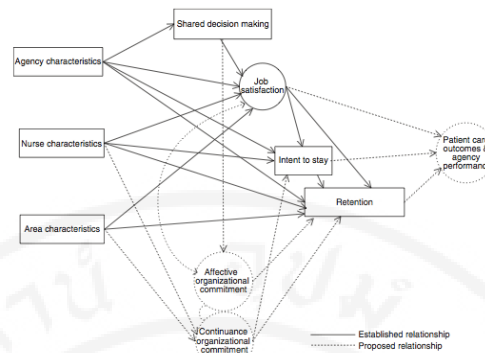 Shared decision making
Agency characteristics
Job
satisfaction
Nurse characteristics
Patient care
outcomes &
agency
performance
Intent to stay
Retention
Area characteristics
Affective
organizational
commitment
Continuance
organizational
commitment
Established relationship
Proposed relationship